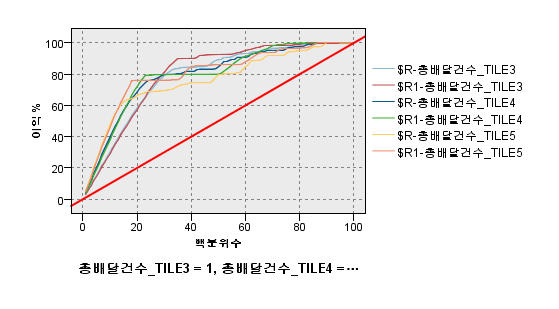 100
80
60
40
20
0
이익%
0
20
40
60
80
100
백분위수
$R-총배달건수_TILE3
$R1-총배달건수_TILE3
$R-총배달건수_TILE4
$R1-총배달건수_TILE4
$R-총배달건수_TILE5
$R1-총배달건수_TILE5
총배달건수_TILE3 = 1, 총배달건수_TILE4 =⋯